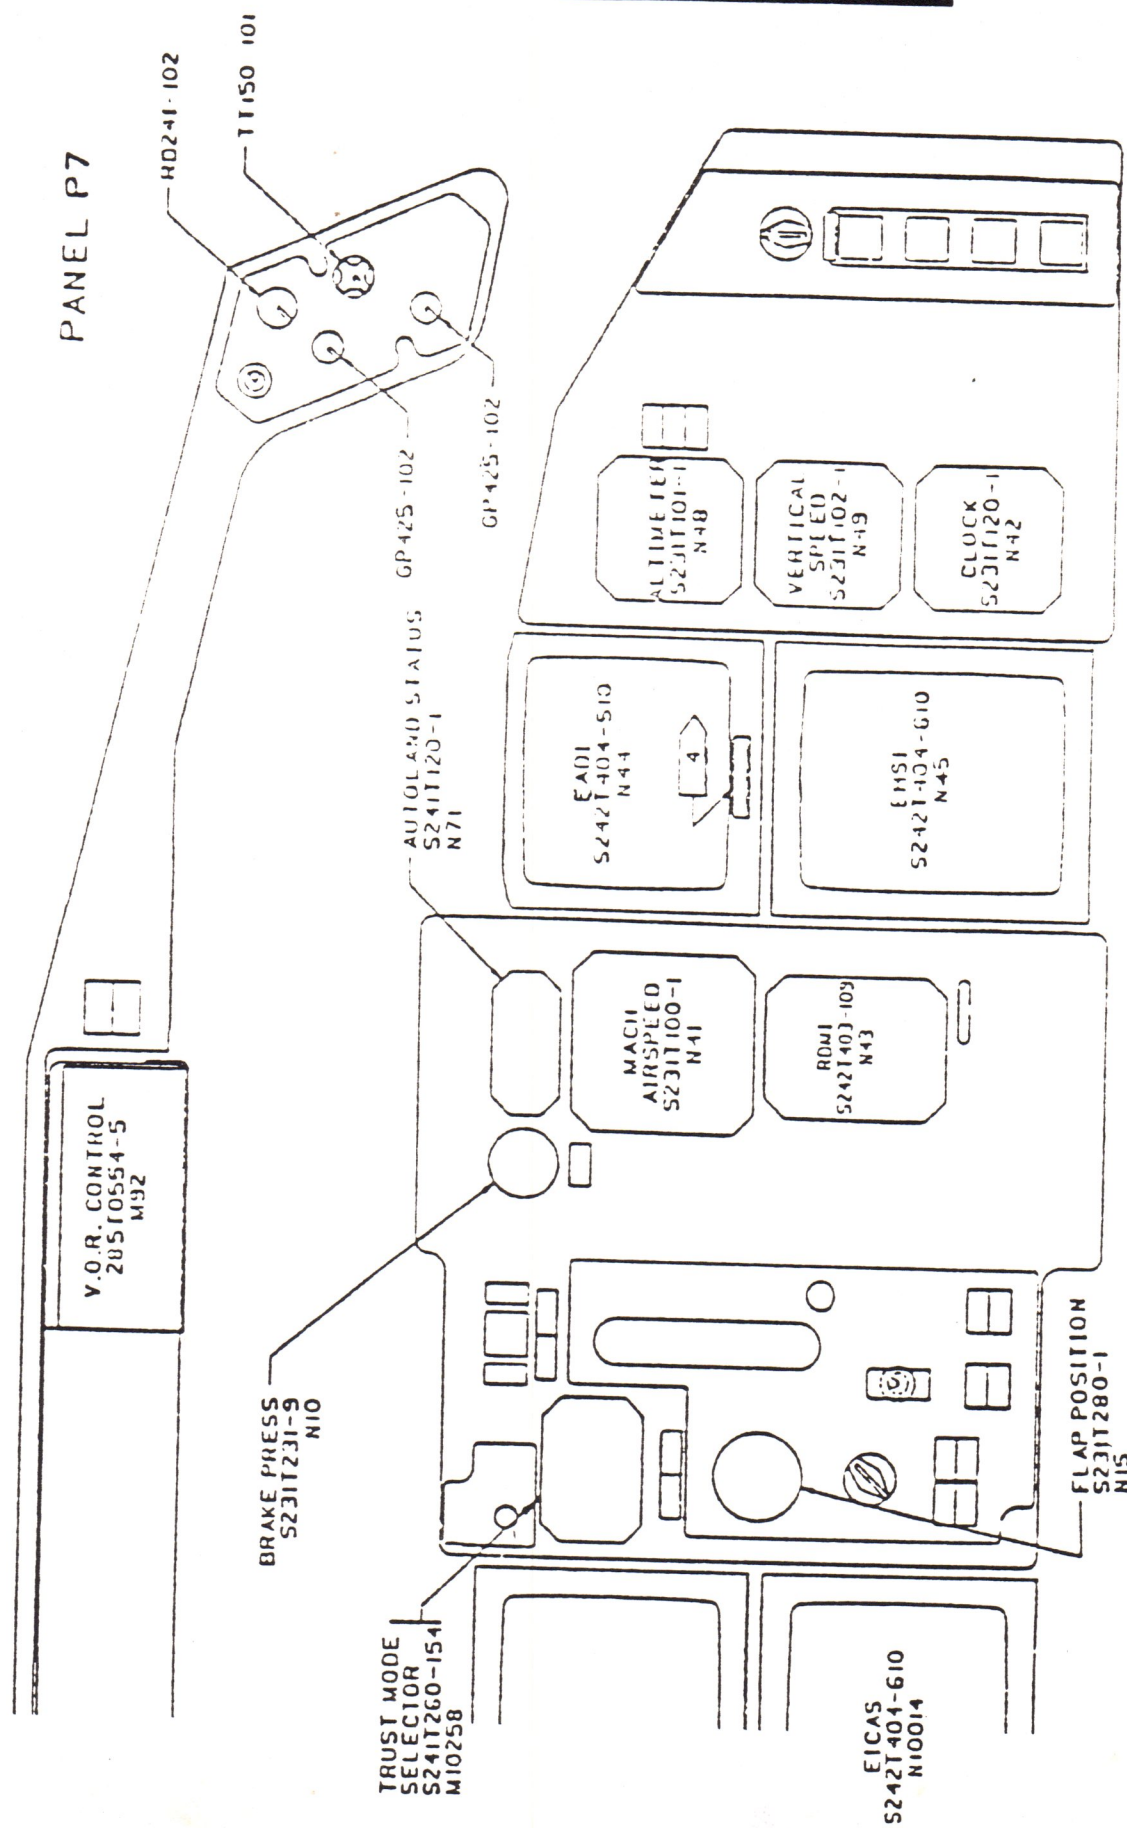 PANEL P7
RD241-102
TT150 101
GP425-102
GP425-102
V.O.R. CONTROL
285T0554-5
M92
AUTOLAND STATUS
S241T120-1
N71
BRAKE PRESS
S231T231-9
N10
TRUST MODE
SELECTOR
S241T260-154
M10258
MACH
AIRSPEED
S231T100-1
N41
RDMI
S242T403-109
N43
EADI
S242T404-510
N44
4
EHSI
S242T404-610
N45
ALTIMETER
S231T101-1
N48
VERTICAL
SPEED
S231T102-1
N49
CLOCK
S231T120-1
N42
EICAS
S242T404-610
N10014
FLAP POSITION
S231T280-1
N15